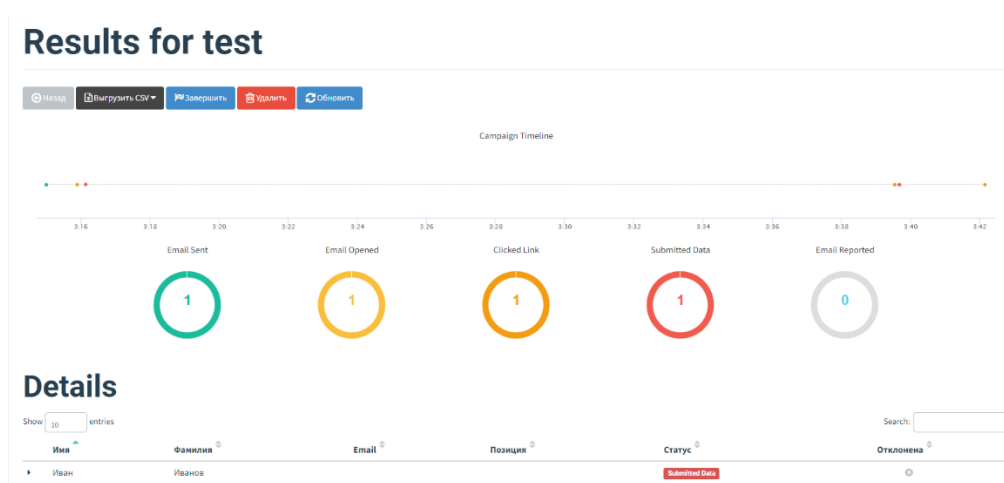 Results for test
Назад Выгрузить CSV Завершить Удалить Обновить
Campaign Timeline
3:16 3:18 3:20 3:22 3:24 3:26 3:28 3:30 3:32 3:34 3:36 3:38 3:40 3:42
Email Sent Email Opened Clicked Link Submitted Data Email Reported
1 1 1 1 0
Details
Show 10 entries Search:
Имя Фамилия Email Позиция Статус Отклонена
Иван Иванов Submitted Data